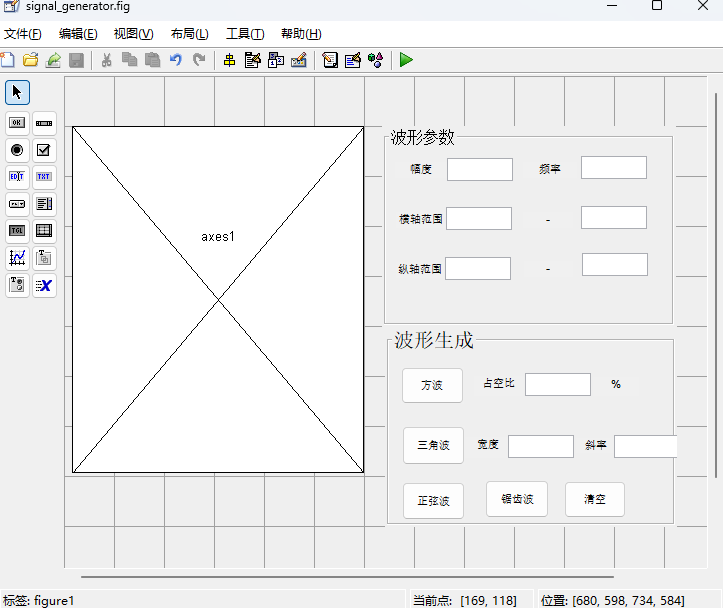 signal_generator.fig
文件(F) 编辑(E) 视图(V) 布局(L) 工具(T) 帮助(H)
OK
EDIT TXT
TGL
axes1
波形参数
幅度 频率
横轴范围 -
纵轴范围 -
波形生成
方波 占空比 %
三角波 宽度 斜率
正弦波 锯齿波 清空
标签: figure1 当前点: [169, 118] 位置: [680, 598, 734, 584]